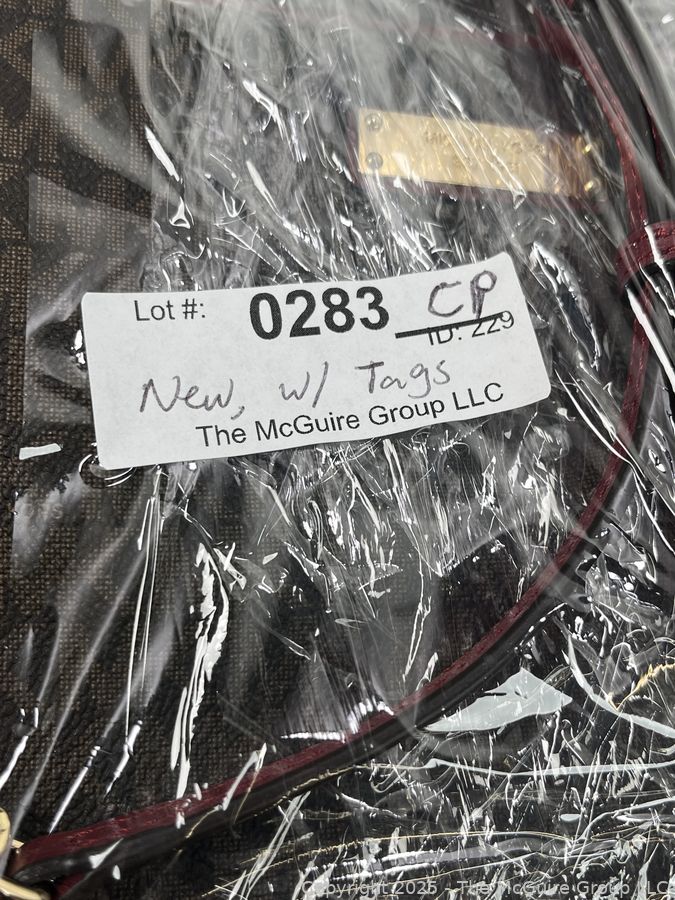 Lot #: 0283 CP
ID: 229
New, w/ Tags
The McGuire Group LLC
Copyright 2025 - The McGuire Group LLC